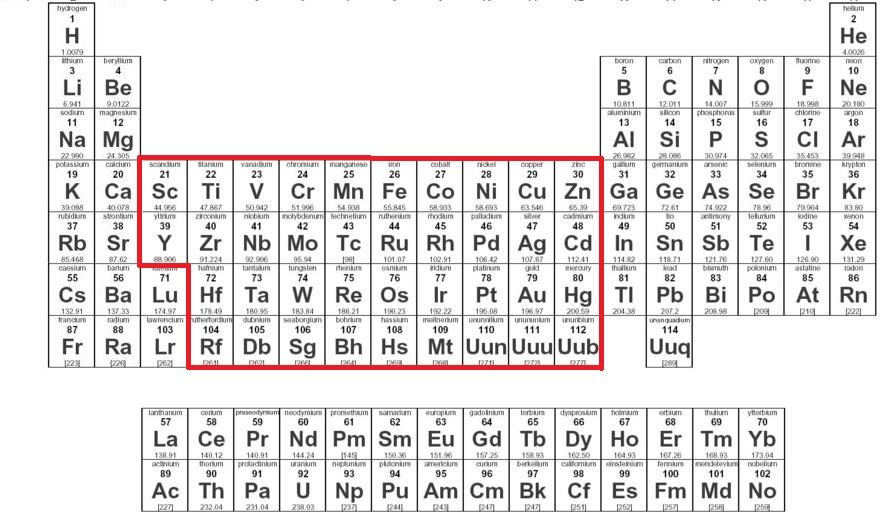 hydrogen helium
1 2
H He
1.0079 4.0026
lithium beryllium boron carbon nitrogen oxygen fluorine neon
3 4 5 6 7 8 9 10
Li Be B C N O F Ne
6.941 9.0122 10.811 12.011 14.007 15.999 18.998 20.180
sodium magnesium aluminium silicon phosphorus sulfur chlorine argon
11 12 13 14 15 16 17 18
Na Mg Al Si P S Cl Ar
22.990 24.305 26.982 28.086 30.974 32.065 35.453 39.948
potassium calcium scandium titanium vanadium chromium manganese iron cobalt nickel copper zinc gallium germanium arsenic selenium bromine krypton
19 20 21 22 23 24 25 26 27 28 29 30 31 32 33 34 35 36
K Ca Sc Ti V Cr Mn Fe Co Ni Cu Zn Ga Ge As Se Br Kr
39.098 40.078 44.956 47.867 50.942 51.996 54.938 55.845 58.933 58.693 63.546 65.39 69.723 72.61 74.922 78.96 79.904 83.80
rubidium strontium yttrium zirconium niobium molybdenum technetium ruthenium rhodium palladium silver cadmium indium tin antimony tellurium iodine xenon
37 38 39 40 41 42 43 44 45 46 47 48 49 50 51 52 53 54
Rb Sr Y Zr Nb Mo Tc Ru Rh Pd Ag Cd In Sn Sb Te I Xe
85.468 87.62 88.906 91.224 92.906 95.94 [98] 101.07 102.91 106.42 107.87 112.41 114.82 118.71 121.76 127.60 126.90 131.29
caesium barium hafnium tantalum tungsten rhenium osmium iridium platinum gold mercury thallium lead bismuth polonium astatine radon
55 56 71 72 73 74 75 76 77 78 79 80 81 82 83 84 85 86
Cs Ba Lu Hf Ta W Re Os Ir Pt Au Hg Tl Pb Bi Po At Rn
132.91 137.33 174.97 178.49 180.95 183.84 186.21 190.23 192.22 195.08 196.97 200.59 204.38 207.2 208.98 [209] [210] [222]
francium radium lawrencium rutherfordium dubnium seaborgium bohrium hassium meitnerium ununnilium unununium ununbium ununquadium
87 88 103 104 105 106 107 108 109 110 111 112 114
Fr Ra Lr Rf Db Sg Bh Hs Mt Uun Uuu Uub Uuq
[223] [226] [262] [261] [262] [266] [264] [269] [268] [271] [272] [277] [289]
lanthanum cerium praseodymium neodymium promethium samarium europium gadolinium terbium dysprosium holmium erbium thulium ytterbium
57 58 59 60 61 62 63 64 65 66 67 68 69 70
La Ce Pr Nd Pm Sm Eu Gd Tb Dy Ho Er Tm Yb
138.91 140.12 140.91 144.24 [145] 150.36 151.96 157.25 158.93 162.50 164.93 167.26 168.93 173.04
actinium thorium protactinium uranium neptunium plutonium americium curium berkelium californium einsteinium fermium mendelevium nobelium
89 90 91 92 93 94 95 96 97 98 99 100 101 102
Ac Th Pa U Np Pu Am Cm Bk Cf Es Fm Md No
[227] 232.04 231.04 238.03 [237] [244] [243] [247] [247] [251] [252] [257] [258] [259]